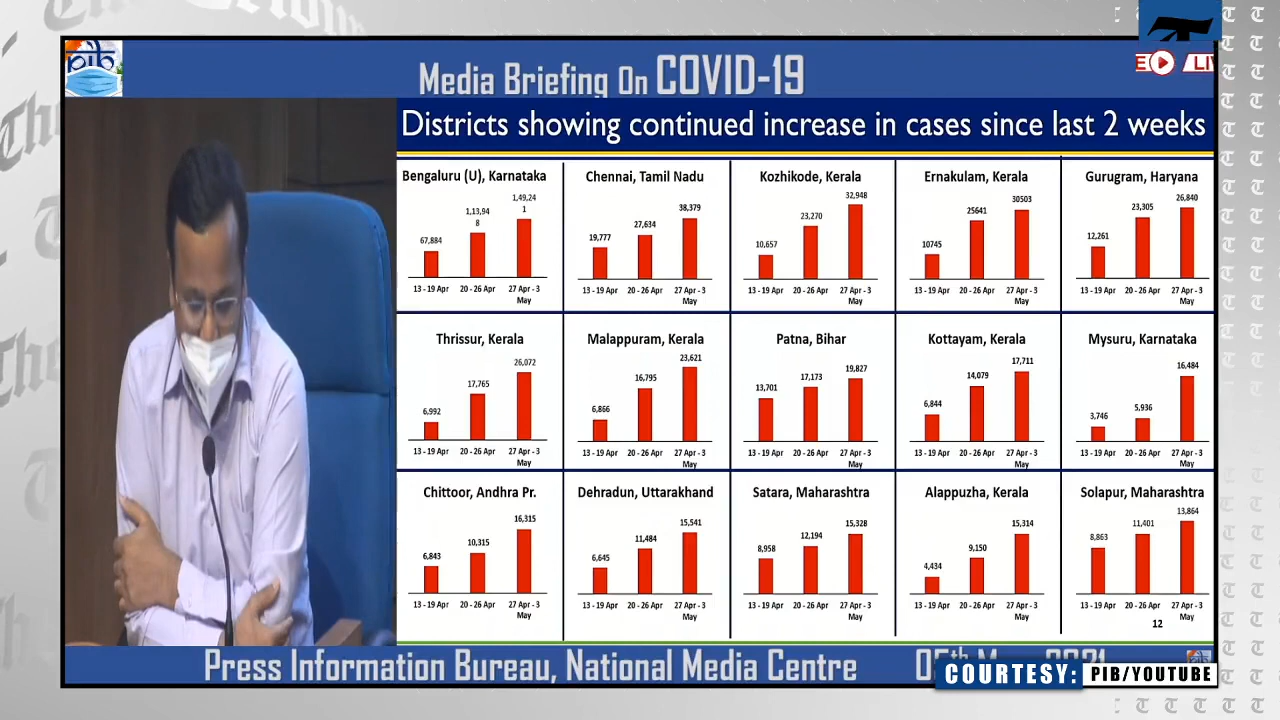 pib
Media Briefing On COVID-19
LIV
Districts showing continued increase in cases since last 2 weeks
Bengaluru (U), Karnataka
67,884
1,13,94
8
1,49,24
1
13 - 19 Apr
20 - 26 Apr
27 Apr - 3
May
Chennai, Tamil Nadu
19,777
27,634
38,379
13 - 19 Apr
20 - 26 Apr
27 Apr - 3
May
Kozhikode, Kerala
10,657
23,270
32,948
13 - 19 Apr
20 - 26 Apr
27 Apr - 3
May
Ernakulam, Kerala
10745
25641
30503
13 - 19 Apr
20 - 26 Apr
27 Apr - 3
May
Gurugram, Haryana
12,261
23,305
26,840
13 - 19 Apr
20 - 26 Apr
27 Apr - 3
May
Thrissur, Kerala
6,992
17,765
26,072
13 - 19 Apr
20 - 26 Apr
27 Apr - 3
May
Malappuram, Kerala
6,866
16,795
23,621
13 - 19 Apr
20 - 26 Apr
27 Apr - 3
May
Patna, Bihar
13,701
17,173
19,827
13 - 19 Apr
20 - 26 Apr
27 Apr - 3
May
Kottayam, Kerala
6,844
14,079
17,711
13 - 19 Apr
20 - 26 Apr
27 Apr - 3
May
Mysuru, Karnataka
3,746
5,936
16,484
13 - 19 Apr
20 - 26 Apr
27 Apr - 3
May
Chittoor, Andhra Pr.
6,843
10,315
16,315
13 - 19 Apr
20 - 26 Apr
27 Apr - 3
May
Dehradun, Uttarakhand
6,645
11,484
15,541
13 - 19 Apr
20 - 26 Apr
27 Apr - 3
May
Satara, Maharashtra
8,958
12,194
15,328
13 - 19 Apr
20 - 26 Apr
27 Apr - 3
May
Alappuzha, Kerala
4,434
9,150
15,314
13 - 19 Apr
20 - 26 Apr
27 Apr - 3
May
Solapur, Maharashtra
8,863
11,401
13,864
13 - 19 Apr
20 - 26 Apr
27 Apr - 3
May
12
Press Information Bureau, National Media Centre
COURTESY: PIB/YOUTUBE